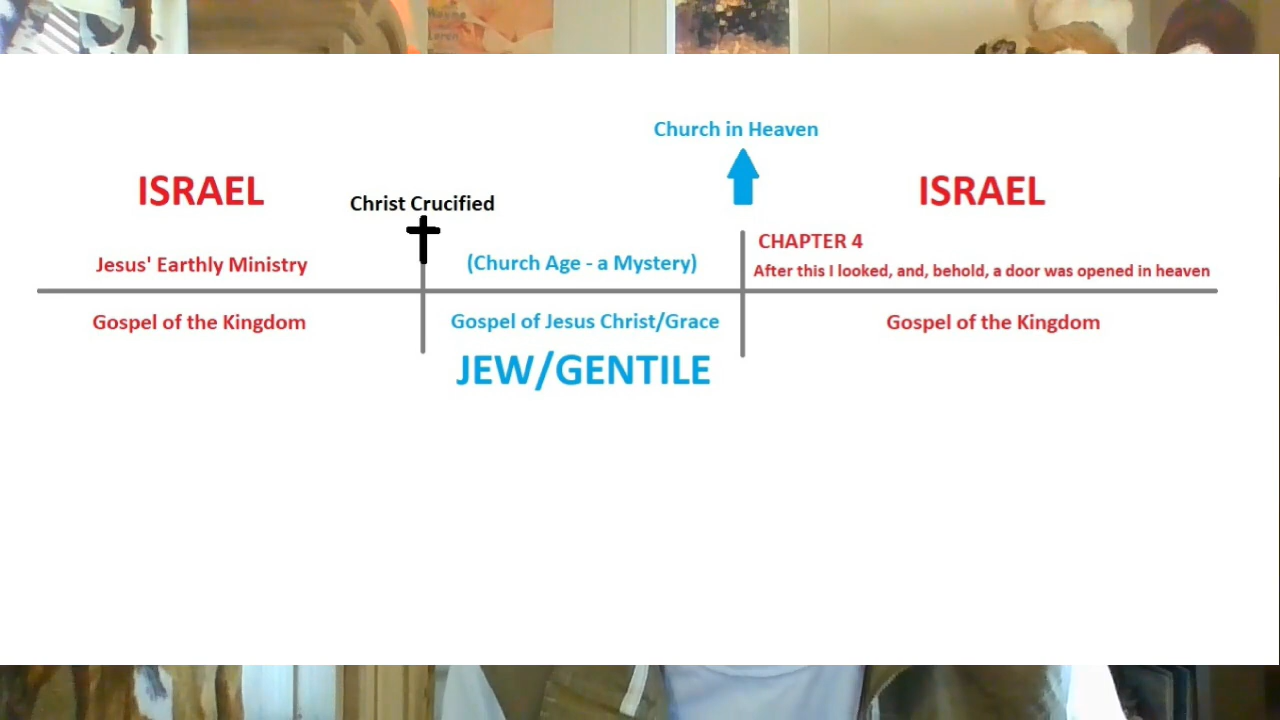 Church in Heaven
ISRAEL
ISRAEL
Christ Crucified
CHAPTER 4
Jesus' Earthly Ministry
(Church Age - a Mystery)
After this I looked, and, behold, a door was opened in heaven
Gospel of the Kingdom
Gospel of Jesus Christ/Grace
Gospel of the Kingdom
JEW/GENTILE